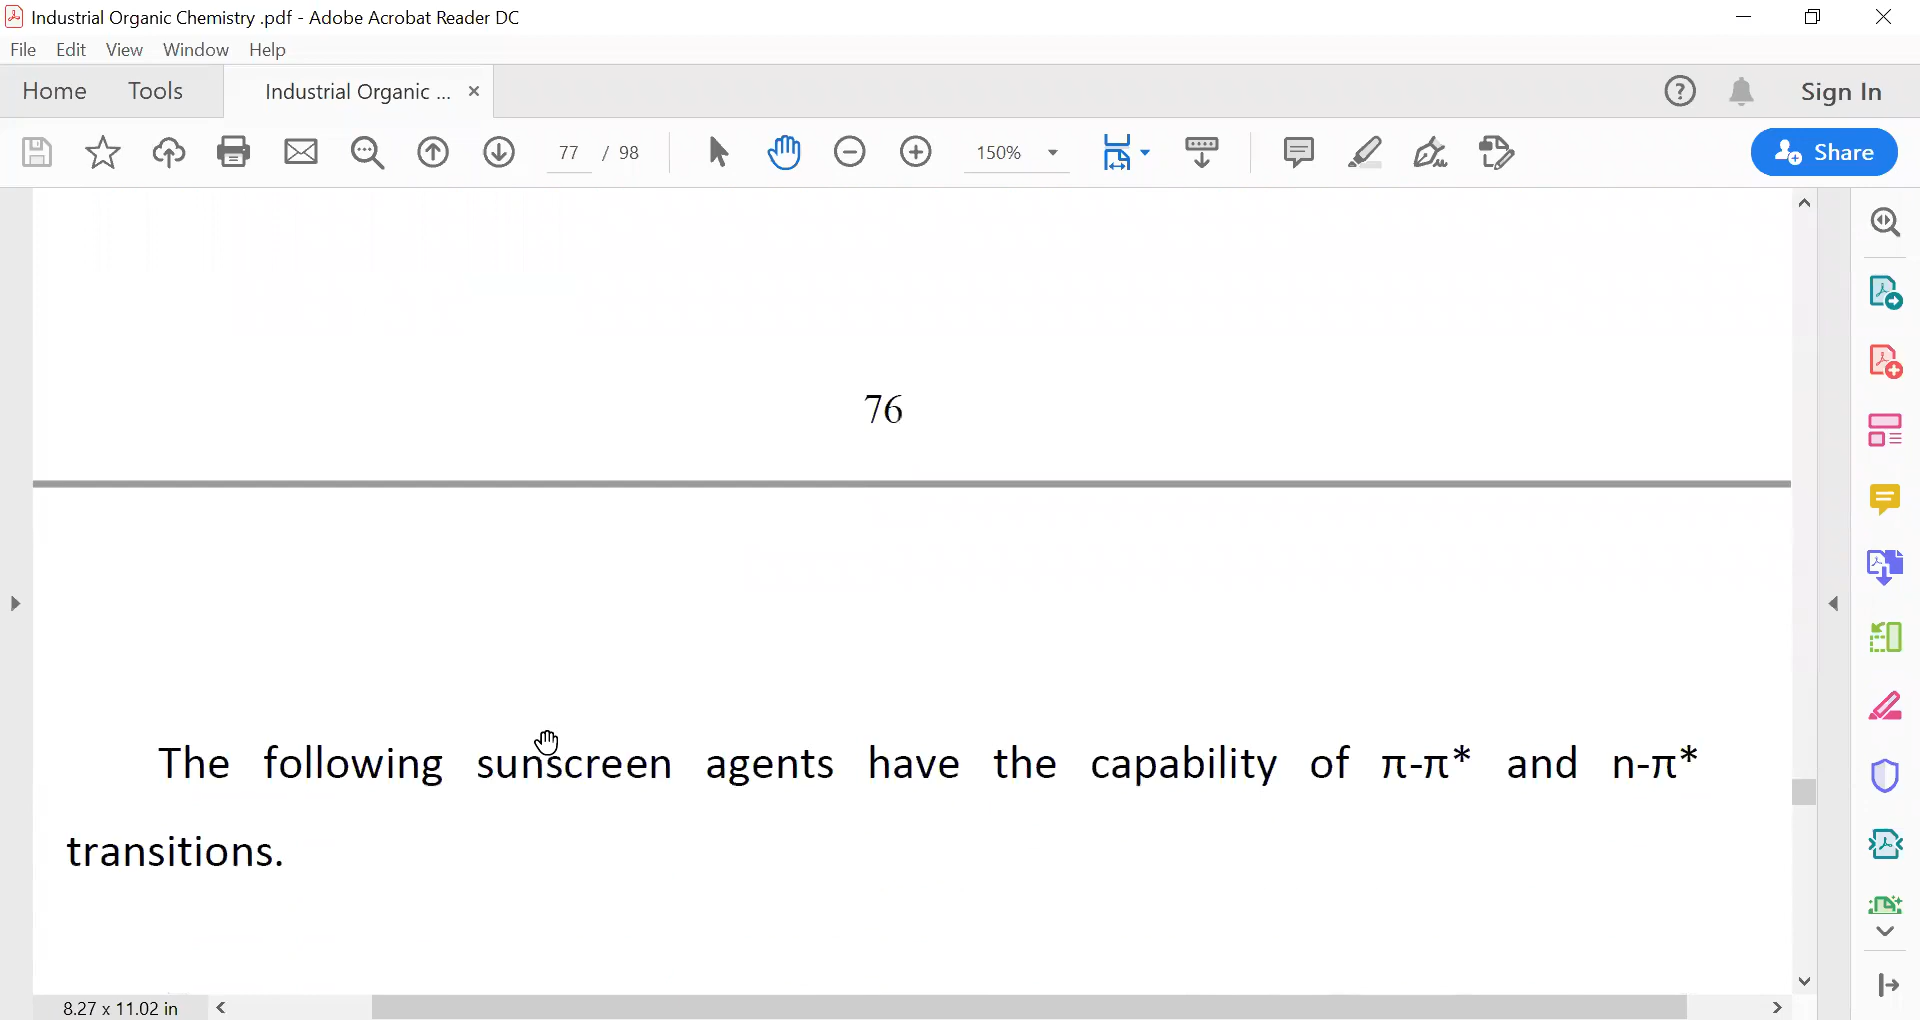 Industrial Organic Chemistry .pdf - Adobe Acrobat Reader DC
File Edit View Window Help
Home Tools Industrial Organic ... × Sign In
77 / 98 150% Share
76
The following sunscreen agents have the capability of π-π* and n-π*
transitions.
8.27 x 11.02 in